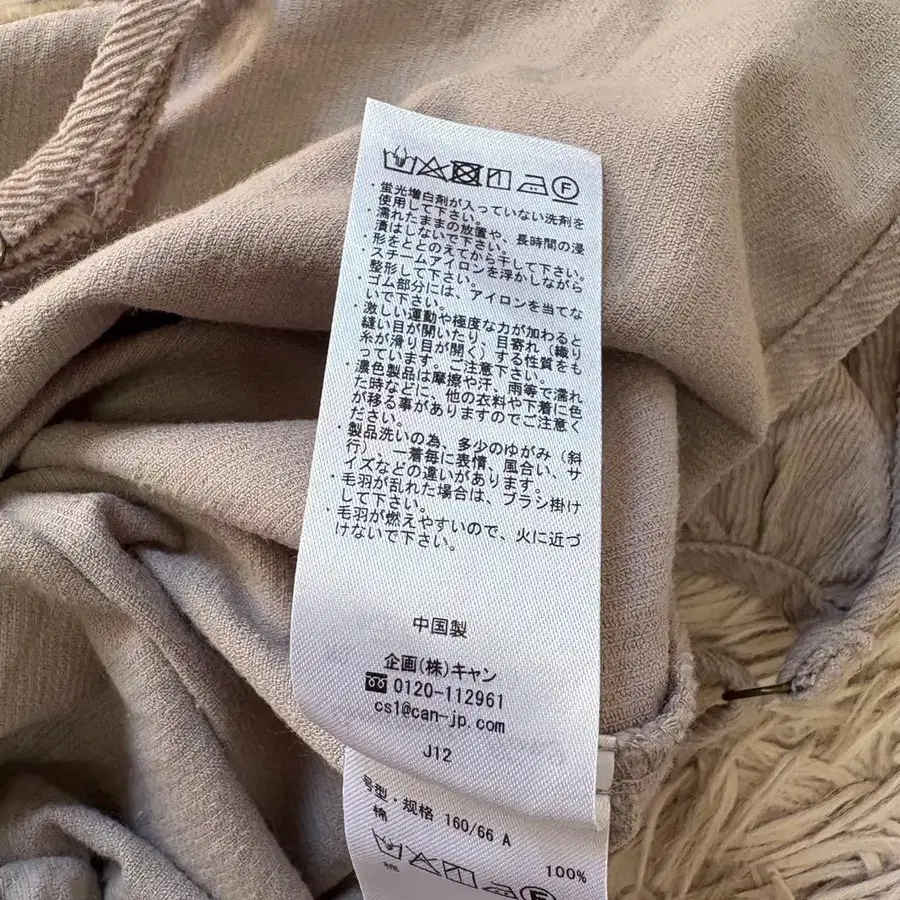 F
・蛍光増白剤が入っていない洗剤を
使用して下さい。
・濡れたままの放置や、長時間の浸
漬はしないで下さい。
・形をととのえてから干して下さい。
・スチームアイロンを浮かしながら
整形して下さい。
・ゴム部分には、アイロンを当てな
いで下さい。
・激しい運動や極度な力が加わると
縫い目が開いたり、目寄れ（織り
糸が滑り目が開く）する性質をも
っています。ご注意下さい。
・濃色製品は摩擦や汗、雨等で濡れ
た時などに、他の衣料や下着に色
が移る事がありますのでご注意く
ださい。
・製品洗いの為、多少のゆがみ（斜
行）、一着毎に表情、風合い、サ
イズなどの違いがあります。
・毛羽が乱れた場合は、ブラシ掛け
して下さい。
・毛羽が燃えやすいので、火に近づ
けないで下さい。
中国製
企画(株)キャン
0120-112961
cs1@can-jp.com
J12
号型・规格 160/66 A
棉 100%